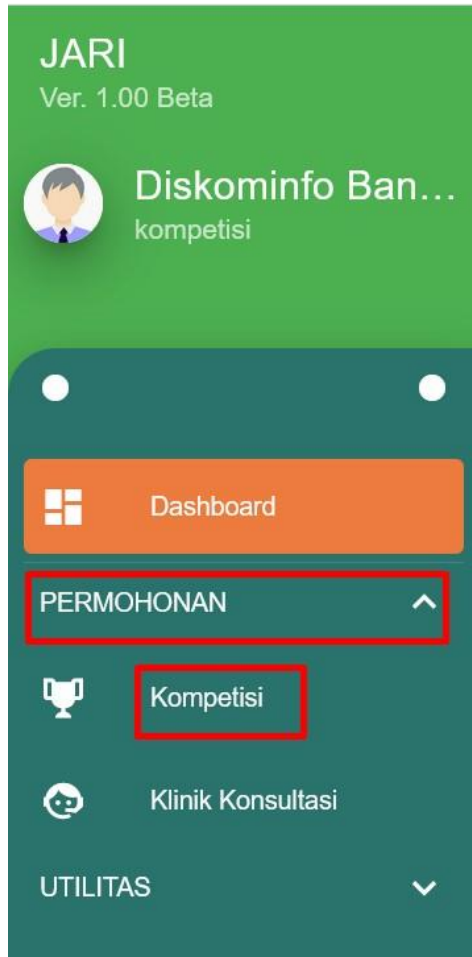 JARI
Ver. 1.00 Beta
Diskominfo Ban...
kompetisi
Dashboard
PERMOHONAN
Kompetisi
Klinik Konsultasi
UTILITAS